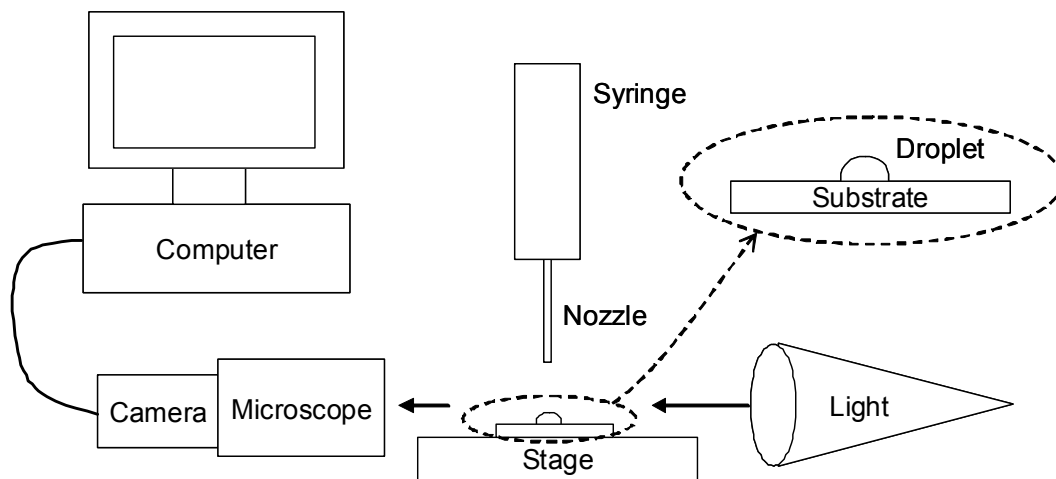 Syringe
Droplet
Substrate
Computer
Nozzle
Camera
Microscope
Light
Stage